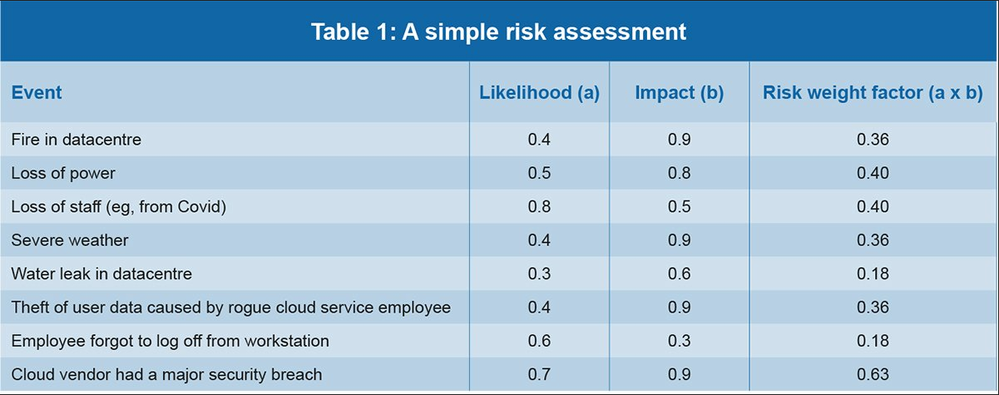 Table 1: A simple risk assessment
Event Likelihood (a) Impact (b) Risk weight factor (a x b)
Fire in datacentre 0.4 0.9 0.36
Loss of power 0.5 0.8 0.40
Loss of staff (eg, from Covid) 0.8 0.5 0.40
Severe weather 0.4 0.9 0.36
Water leak in datacentre 0.3 0.6 0.18
Theft of user data caused by rogue cloud service employee 0.4 0.9 0.36
Employee forgot to log off from workstation 0.6 0.3 0.18
Cloud vendor had a major security breach 0.7 0.9 0.63